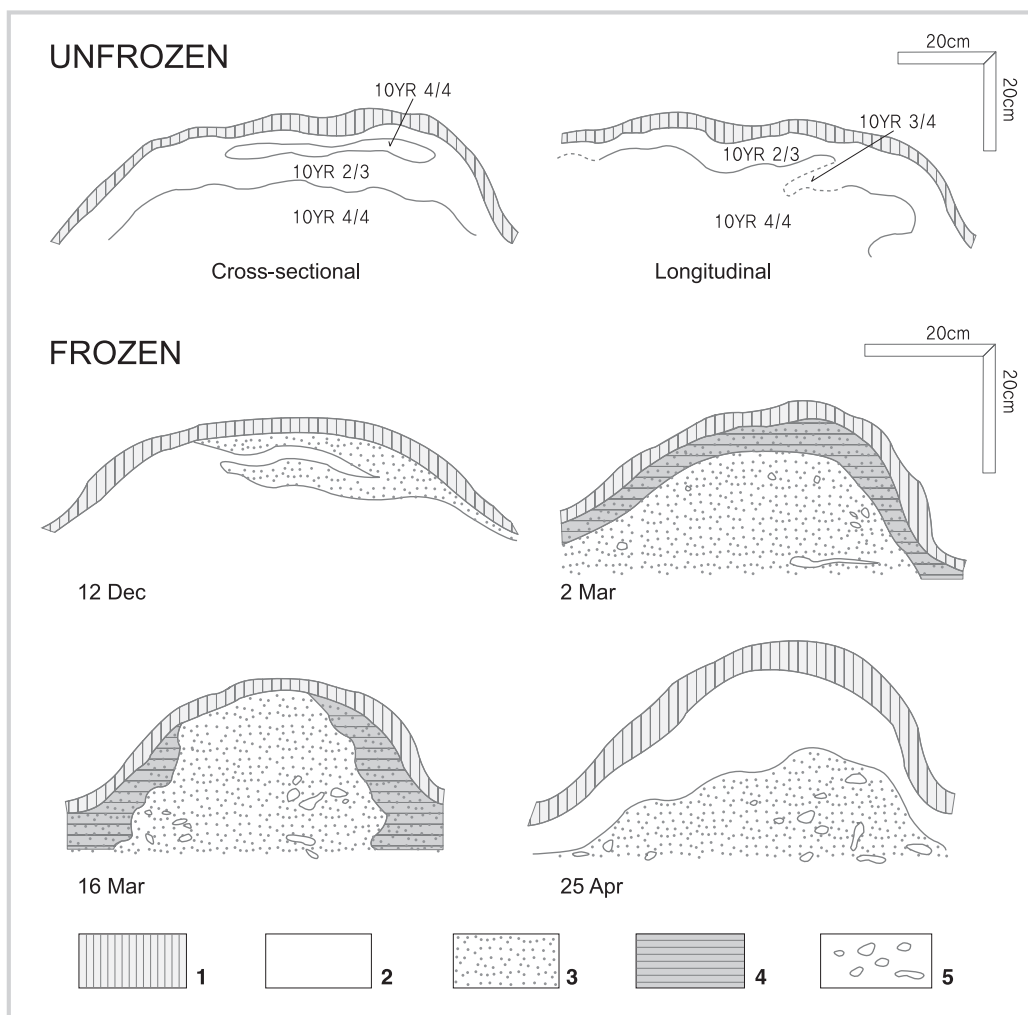 UNFROZEN
20cm
20cm
10YR 4/4
10YR 2/3
10YR 4/4
Cross-sectional
10YR 3/4
10YR 2/3
10YR 4/4
Longitudinal
FROZEN
20cm
20cm
12 Dec
2 Mar
16 Mar
25 Apr
1
2
3
4
5